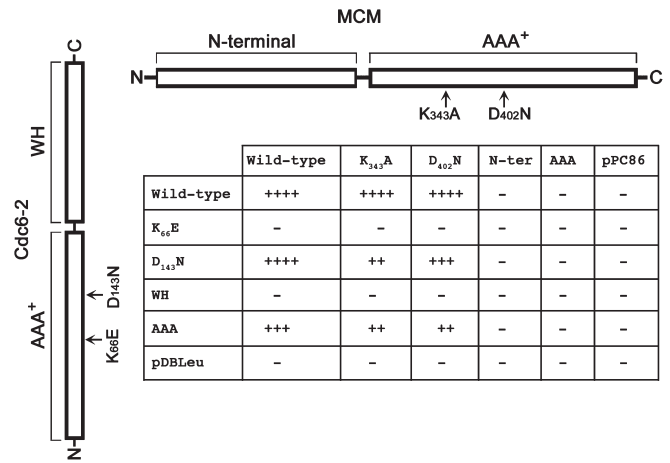 MCM
N-terminal AAA+
N C
K343A D402N
C
WH
Cdc6-2
AAA+
D143N
K66E
N
Wild-type K343A D402N N-ter AAA pPC86
Wild-type ++++ ++++ ++++ – – –
K66E – – – – – –
D143N ++++ ++ +++ – – –
WH – – – – – –
AAA +++ ++ ++ – – –
pDBLeu – – – – – –